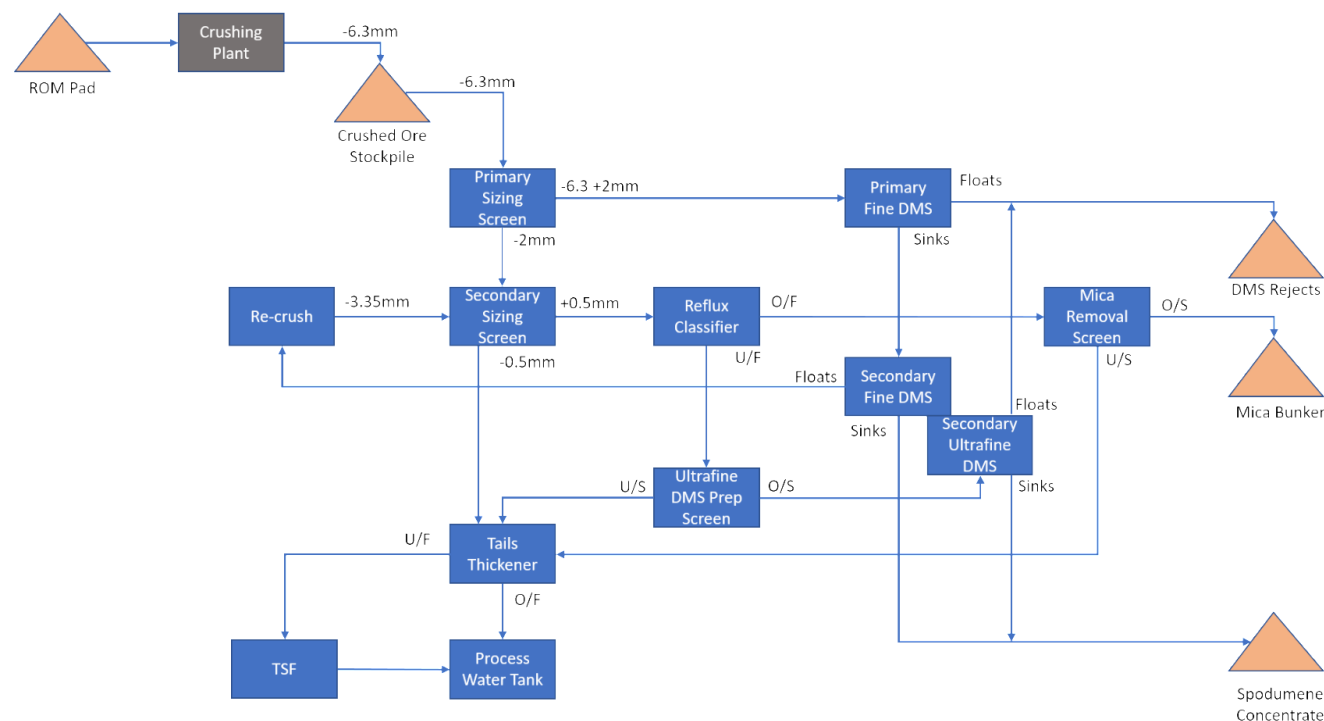 Crushing
Plant
-6.3mm
ROM Pad
-6.3mm
Crushed Ore
Stockpile
Primary
Sizing
Screen
-6.3 +2mm
Primary
Fine DMS
Floats
-2mm
Sinks
DMS Rejects
Re-crush
-3.35mm
Secondary
Sizing
Screen
+0.5mm
Reflux
Classifier
O/F
Mica
Removal
Screen
O/S
-0.5mm
U/F
U/S
Floats
Secondary
Fine DMS
Floats
Mica Bunker
Sinks
Secondary
Ultrafine
DMS
Sinks
U/S
Ultrafine
DMS Prep
Screen
O/S
U/F
Tails
Thickener
O/F
TSF
Process
Water Tank
Spodumene
Concentrate